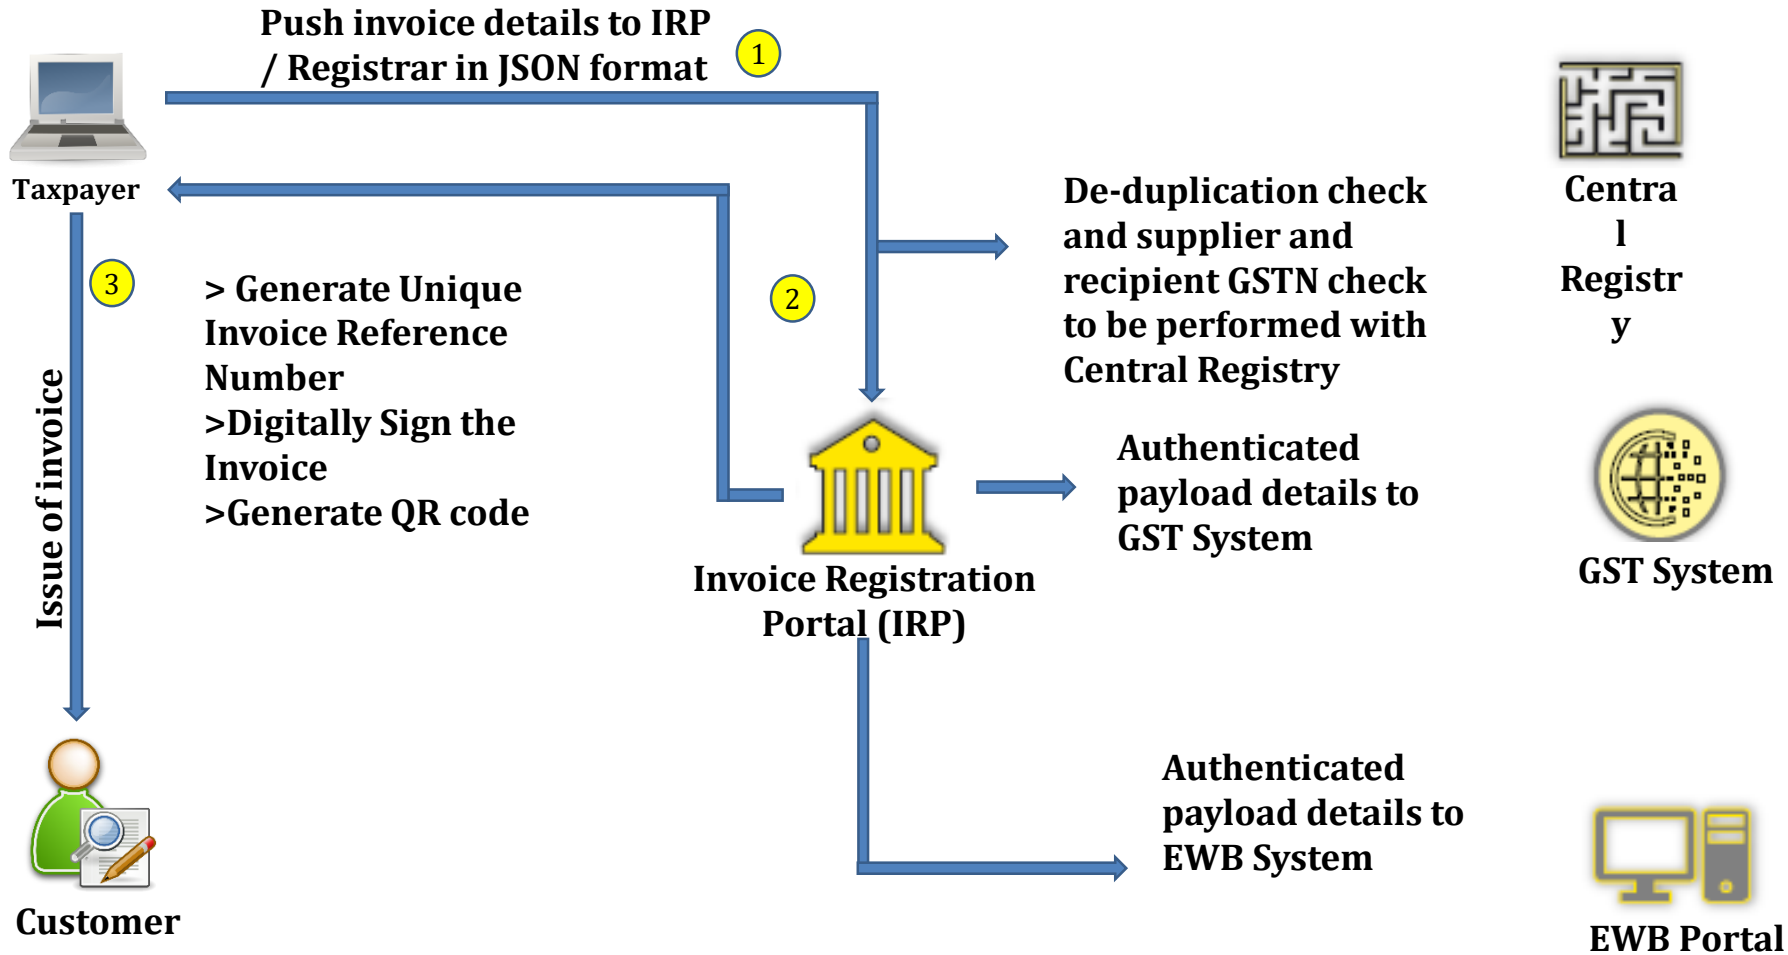 Push invoice details to IRP
/ Registrar in JSON format
1
Taxpayer
De-duplication check
and supplier and
recipient GSTN check
to be performed with
Central Registry
Centra
l
Registr
y
3
> Generate Unique
Invoice Reference
Number
>Digitally Sign the
Invoice
>Generate QR code
2
Issue of invoice
Authenticated
payload details to
GST System
GST System
Invoice Registration
Portal (IRP)
Authenticated
payload details to
EWB System
Customer
EWB Portal